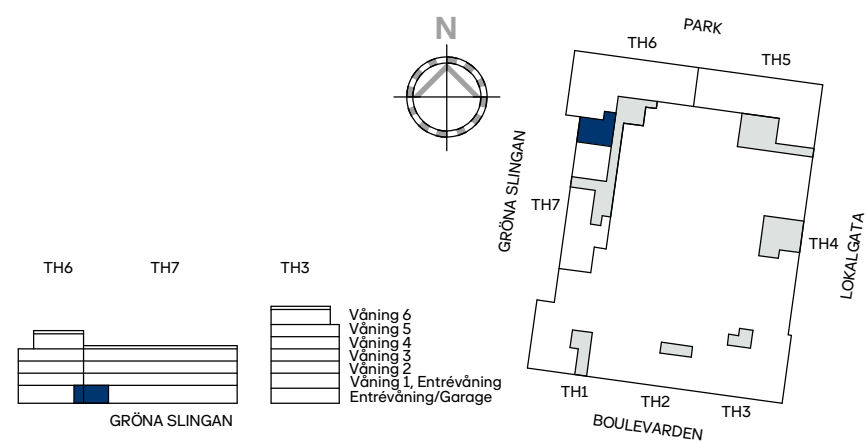 N
PARK
TH6
TH5
GRÖNA SLINGAN
TH7
TH4
LOKALGATA
TH1
TH2
TH3
BOULEVARDEN
TH6
TH7
TH3
Våning 6
Våning 5
Våning 4
Våning 3
Våning 2
Våning 1, Entrévåning
Entrévåning/Garage
GRÖNA SLINGAN